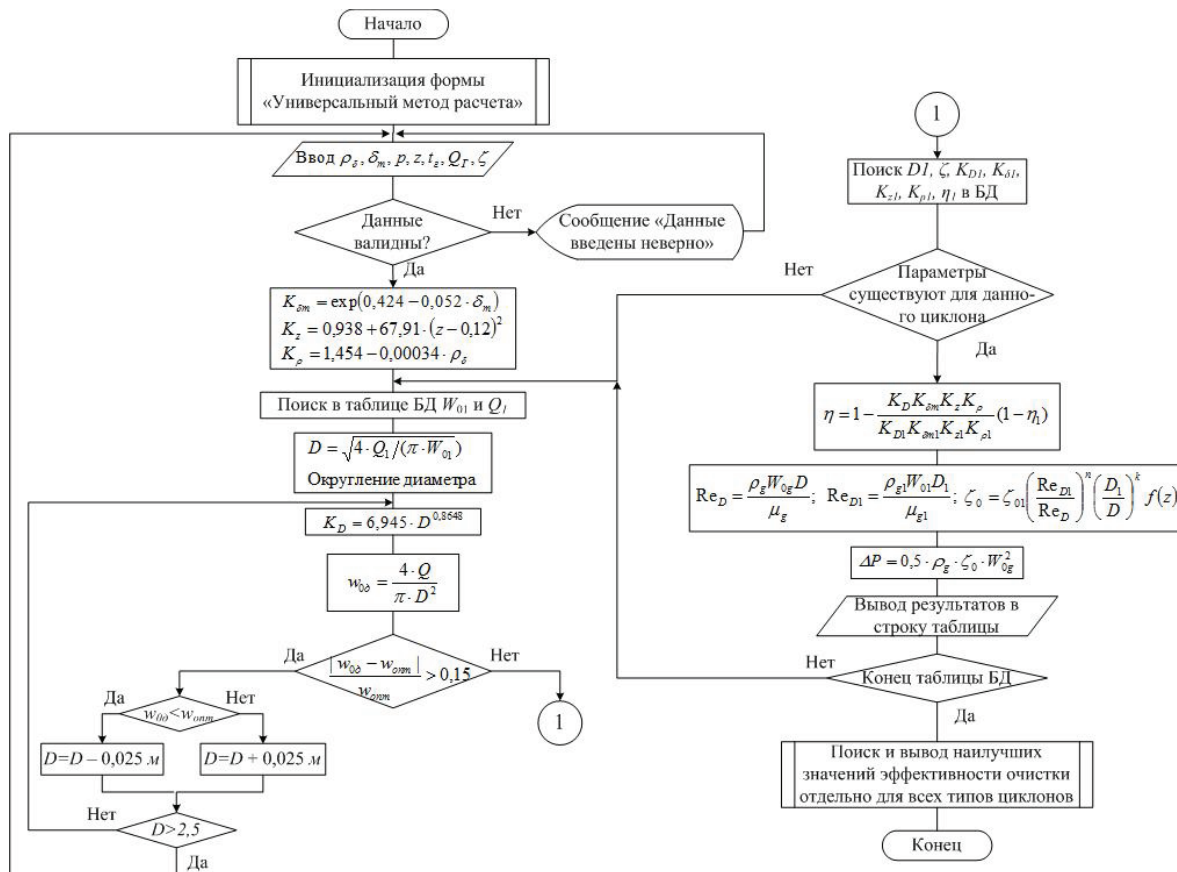 Начало
Инициализация формы
«Универсальный метод расчета»
Ввод ρ_δ, δ_m, p, z, t_г, Q_Г, ζ
Данные
валидны?
Нет
Сообщение «Данные
введены неверно»
Да
K_δm = exp(0,424 − 0,052 · δ_m)
K_z = 0,938 + 67,91 · (z − 0,12)^2
K_ρ = 1,454 − 0,00034 · ρ_δ
Поиск в таблице БД W_01 и Q_1
D = √(4 · Q_1/(π · W_01))
Округление диаметра
K_D = 6,945 · D^0,8648
w_0д = 4 · Q / π · D^2
Да
|w_0д − w_опт| / w_опт > 0,15
Нет
1
Да
w_0д<w_опт
Нет
D=D − 0,025 м
D=D + 0,025 м
Нет
D>2,5
Да
1
Поиск D1, ζ, K_D1, K_δ1,
K_z1, K_ρ1, η_1 в БД
Нет
Параметры
существуют для данно-
го циклона
Да
η = 1 − K_D K_δm K_z K_ρ / K_D1 K_δm1 K_z1 K_ρ1 (1 − η_1)
Re_D = ρ_g W_0g D / μ_g; Re_D1 = ρ_g1 W_01 D_1 / μ_g1; ζ_0 = ζ_01 (Re_D1 / Re_D)^n (D_1 / D)^k f(z)
ΔP = 0,5 · ρ_g · ζ_0 · W_0g^2
Вывод результатов в
строку таблицы
Нет
Конец таблицы БД
Да
Поиск и вывод наилучших
значений эффективности очистки
отдельно для всех типов циклонов
Конец